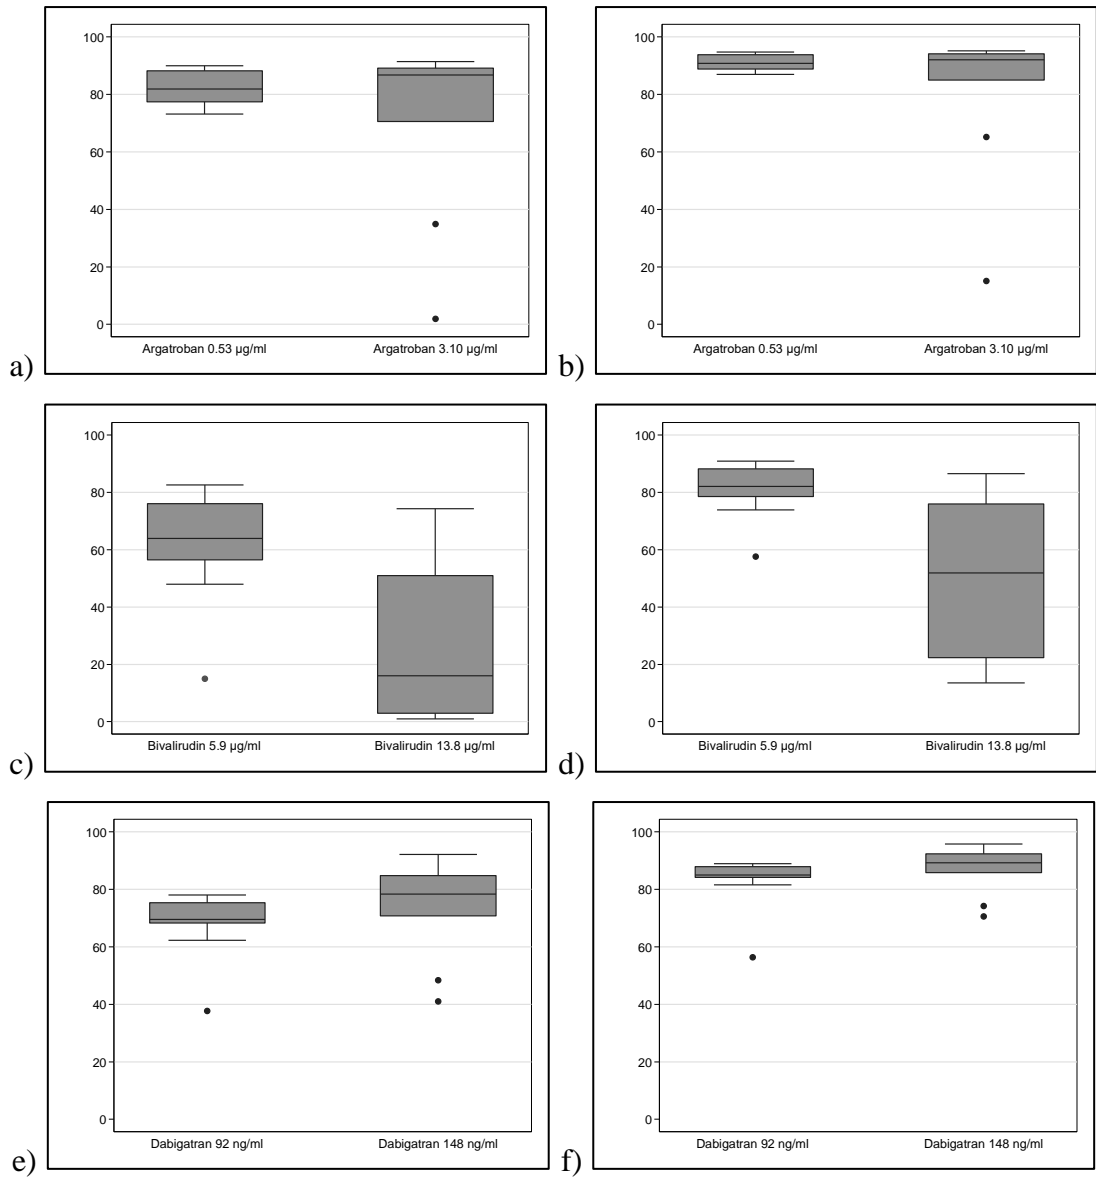 100
80
60
40
20
0
Argatroban 0.53 µg/ml
Argatroban 3.10 µg/ml
a)
100
80
60
40
20
0
Argatroban 0.53 µg/ml
Argatroban 3.10 µg/ml
b)
100
80
60
40
20
0
Bivalirudin 5.9 µg/ml
Bivalirudin 13.8 µg/ml
c)
100
80
60
40
20
0
Bivalirudin 5.9 µg/ml
Bivalirudin 13.8 µg/ml
d)
100
80
60
40
20
0
Dabigatran 92 ng/ml
Dabigatran 148 ng/ml
e)
100
80
60
40
20
0
Dabigatran 92 ng/ml
Dabigatran 148 ng/ml
f)